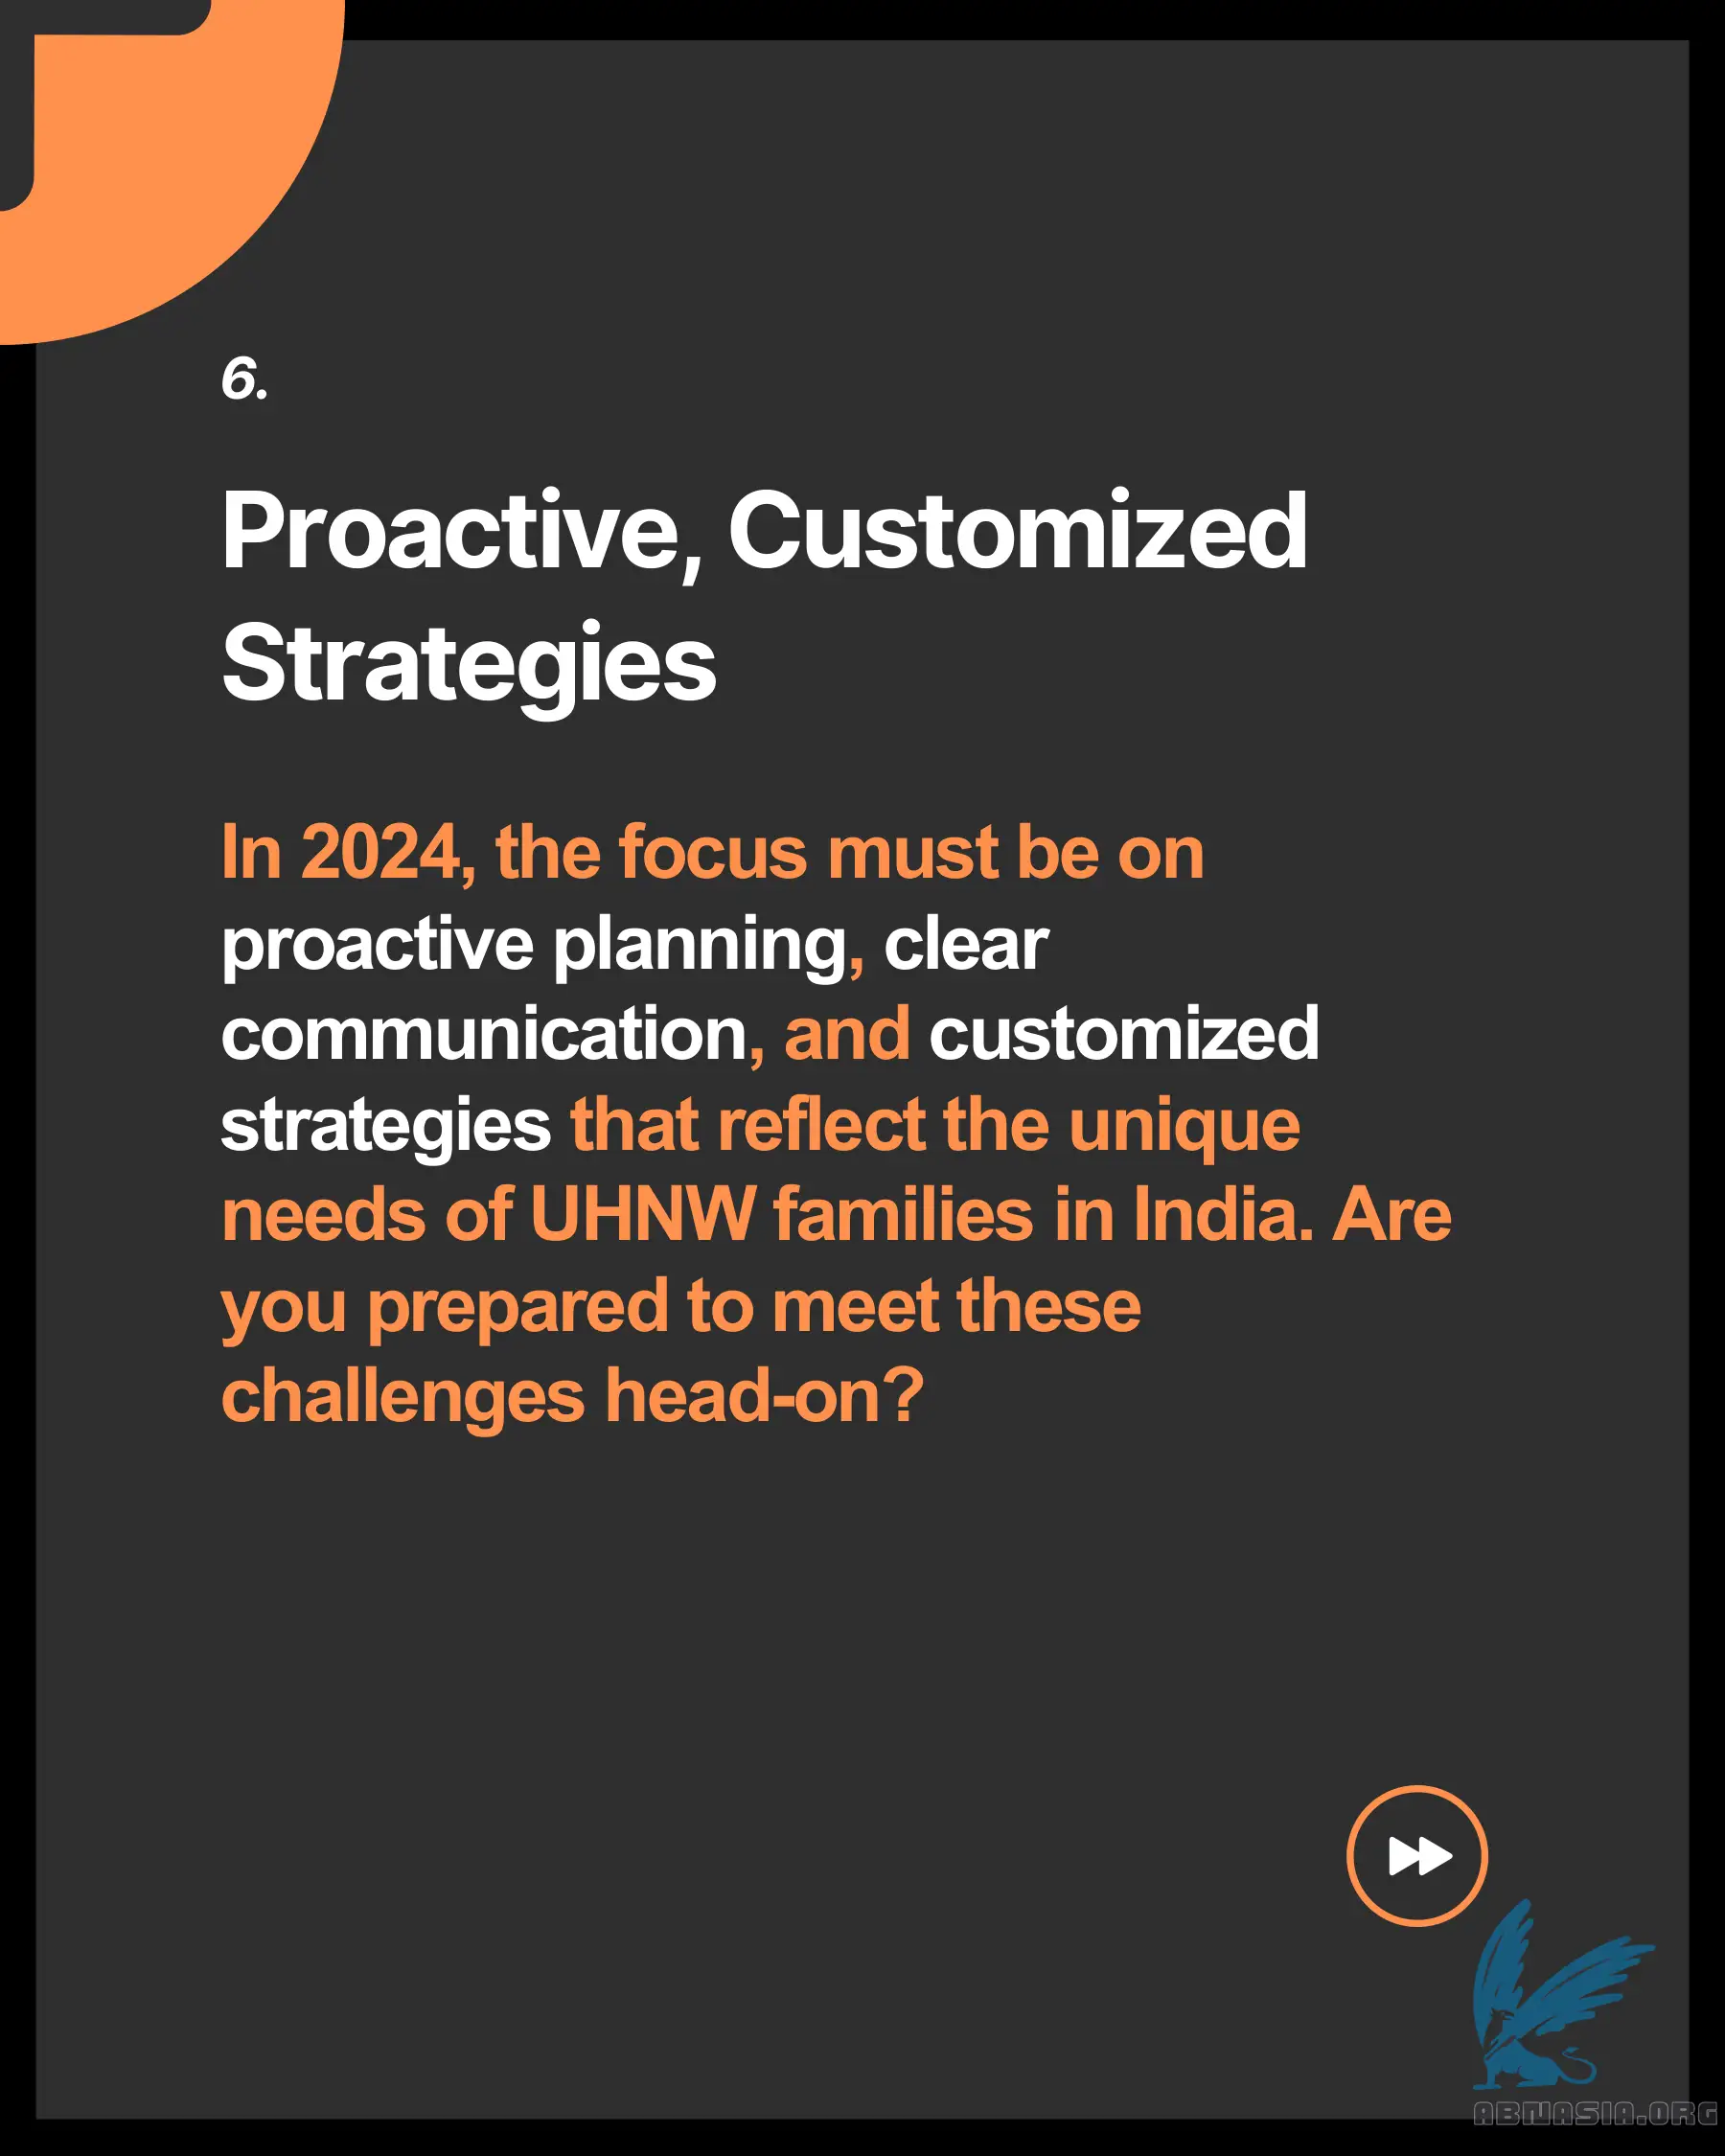 6.
Proactive, Customized
Strategies
In 2024, the focus must be on
proactive planning, clear
communication, and customized
strategies that reflect the unique
needs of UHNW families in India. Are
you prepared to meet these
challenges head-on?
ABNASIA.ORG